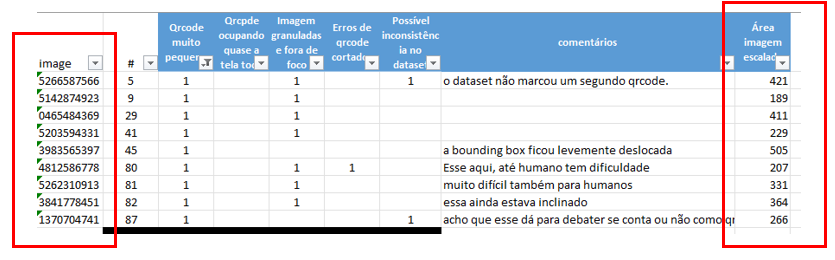 image # Qrcode muito pequen Qrcpde ocupando quase a tela too Imagem granuladas e fora de foco Erros de qrcode cortado Possível inconsistênc ia no dataset comentários Área imagem escalad
5266587566 5 1 1 1 o dataset não marcou um segundo qrcode. 421
5142874923 9 1 1 189
0465484369 29 1 1 411
5203594331 41 1 1 229
3983565397 45 1 a bounding box ficou levemente deslocada 505
4812586778 80 1 1 1 Esse aqui, até humano tem dificuldade 207
5262310913 81 1 1 muito difícil também para humanos 331
3841778451 82 1 1 essa ainda estava inclinado 364
1370704741 87 1 1 acho que esse dá para debater se conta ou não como qr 266